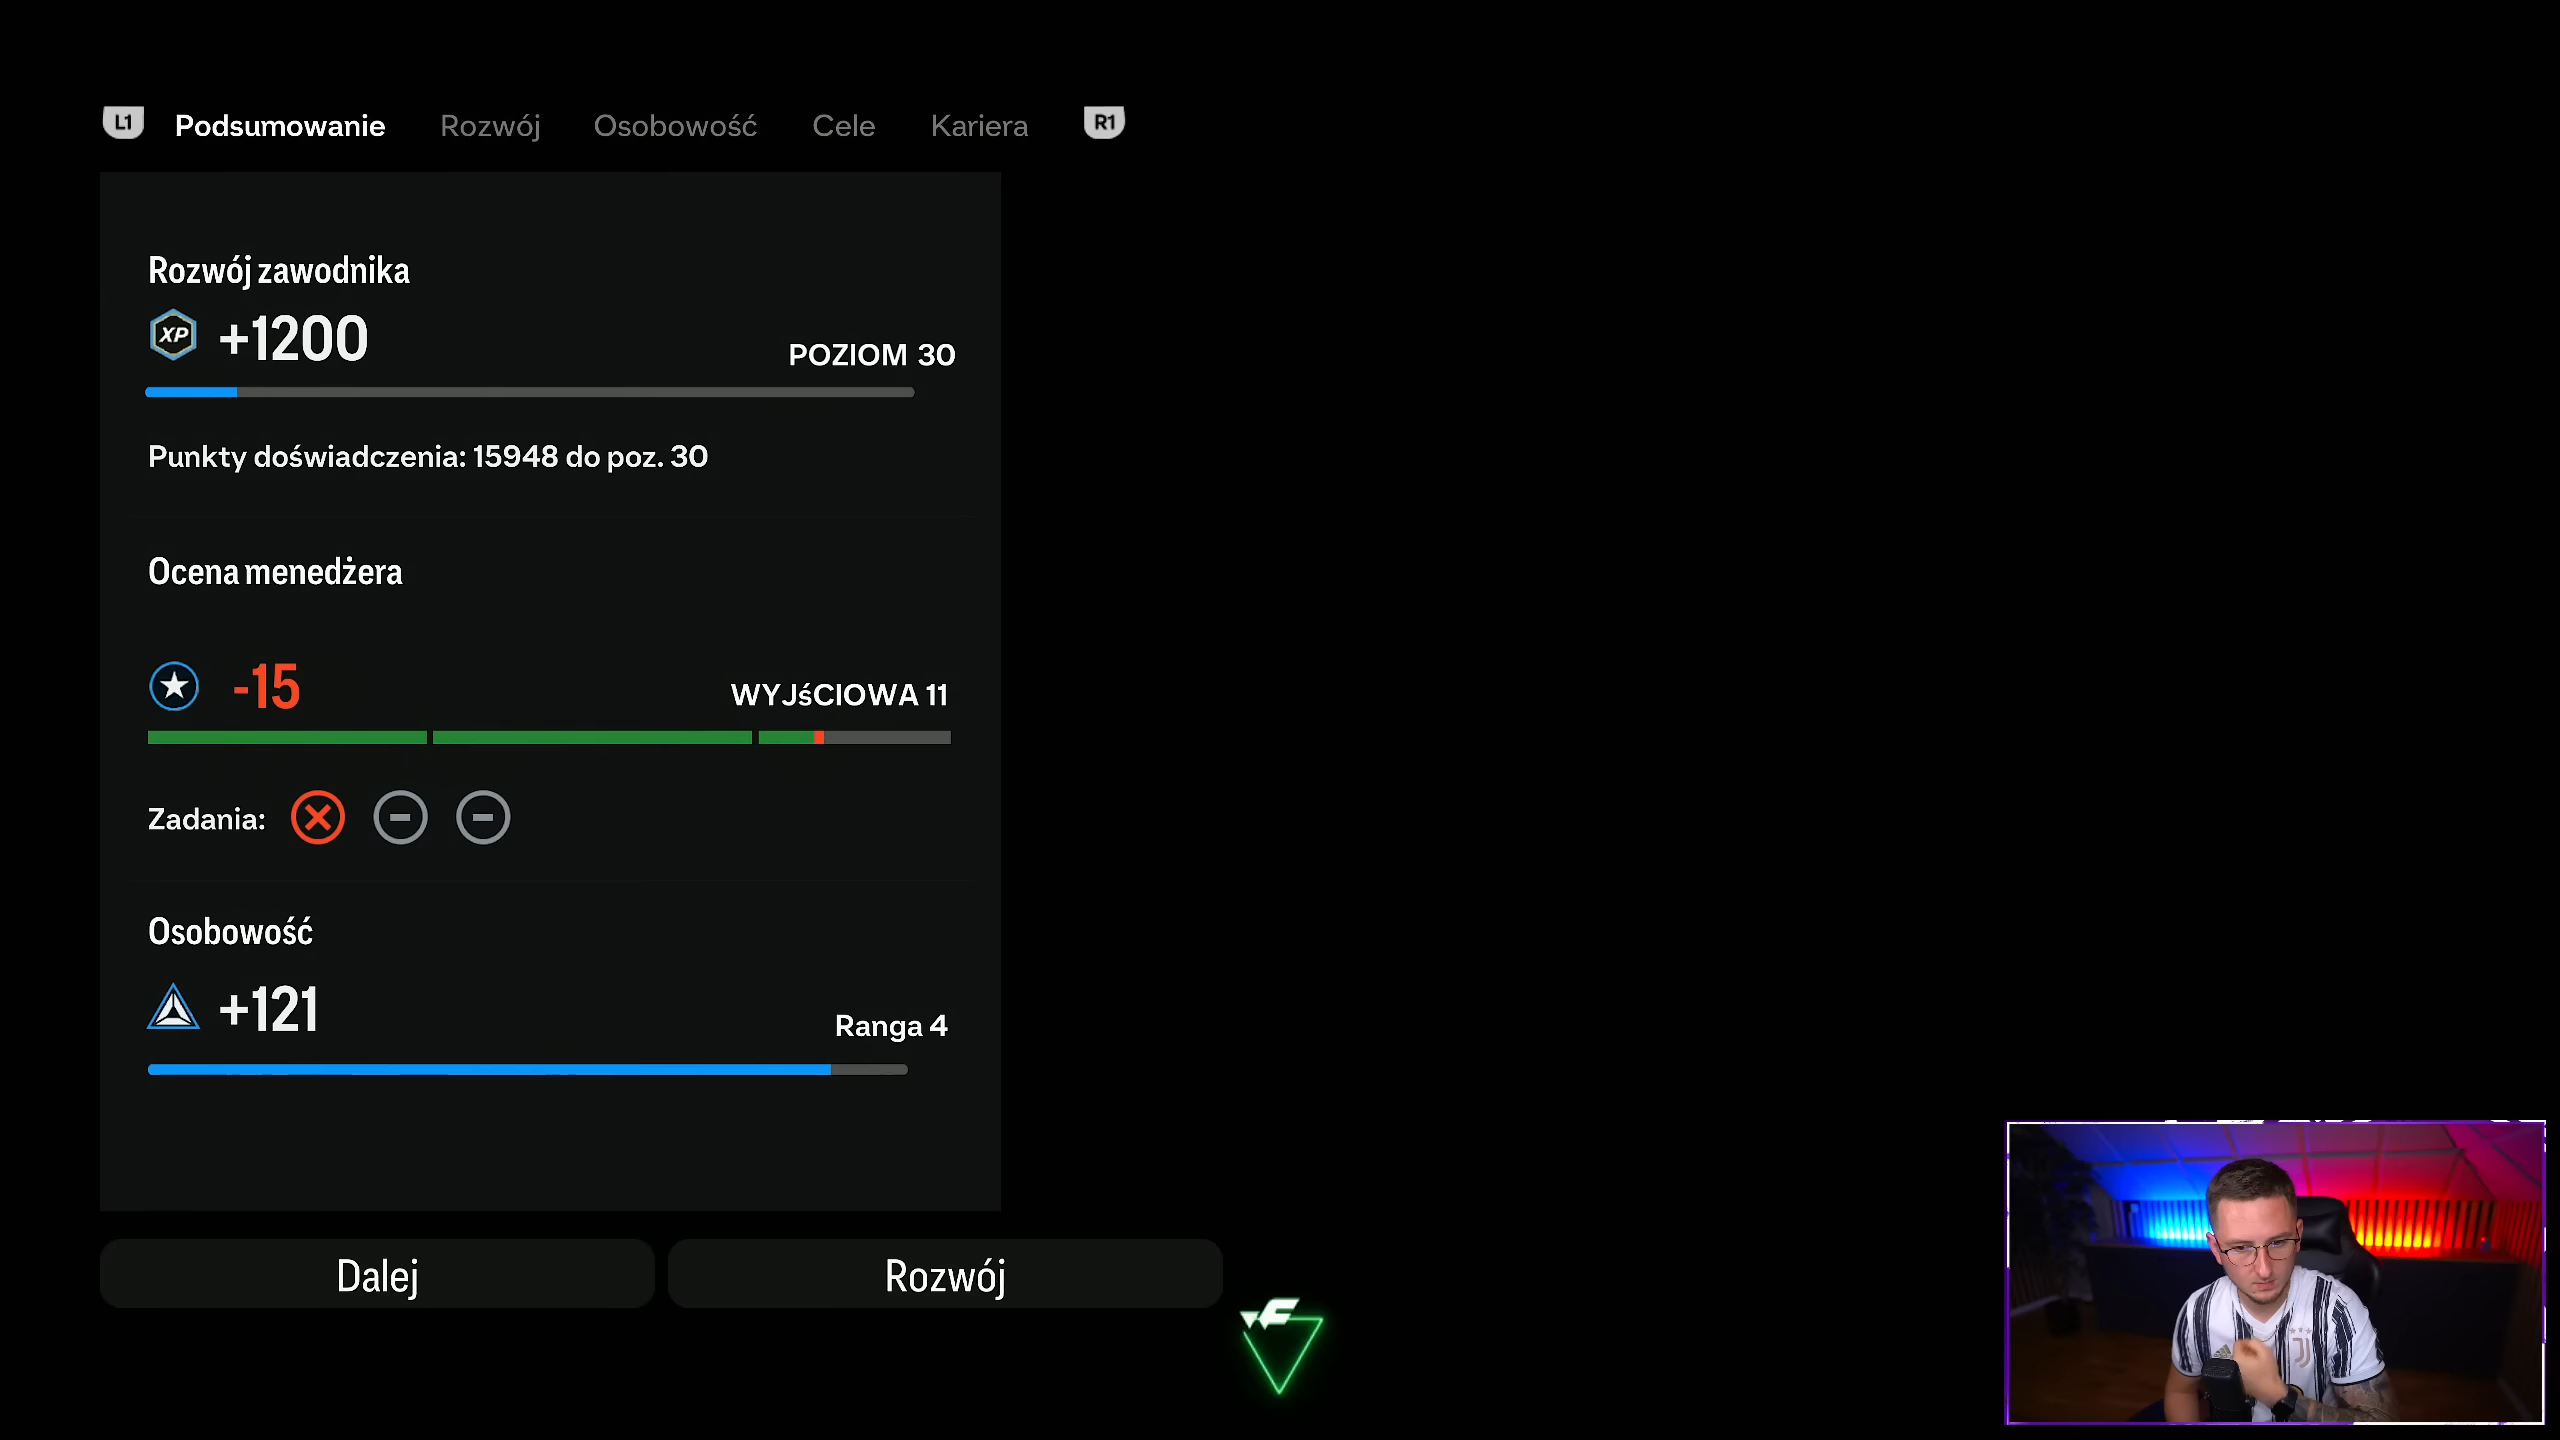 L1 Podsumowanie Rozwój Osobowość Cele Kariera R1
Rozwój zawodnika
XP +1200
POZIOM 30
Punkty doświadczenia: 15948 do poz. 30
Ocena menedżera
-15
WYJśCIOWA 11
Zadania:
Osobowość
+121
Ranga 4
Dalej
Rozwój